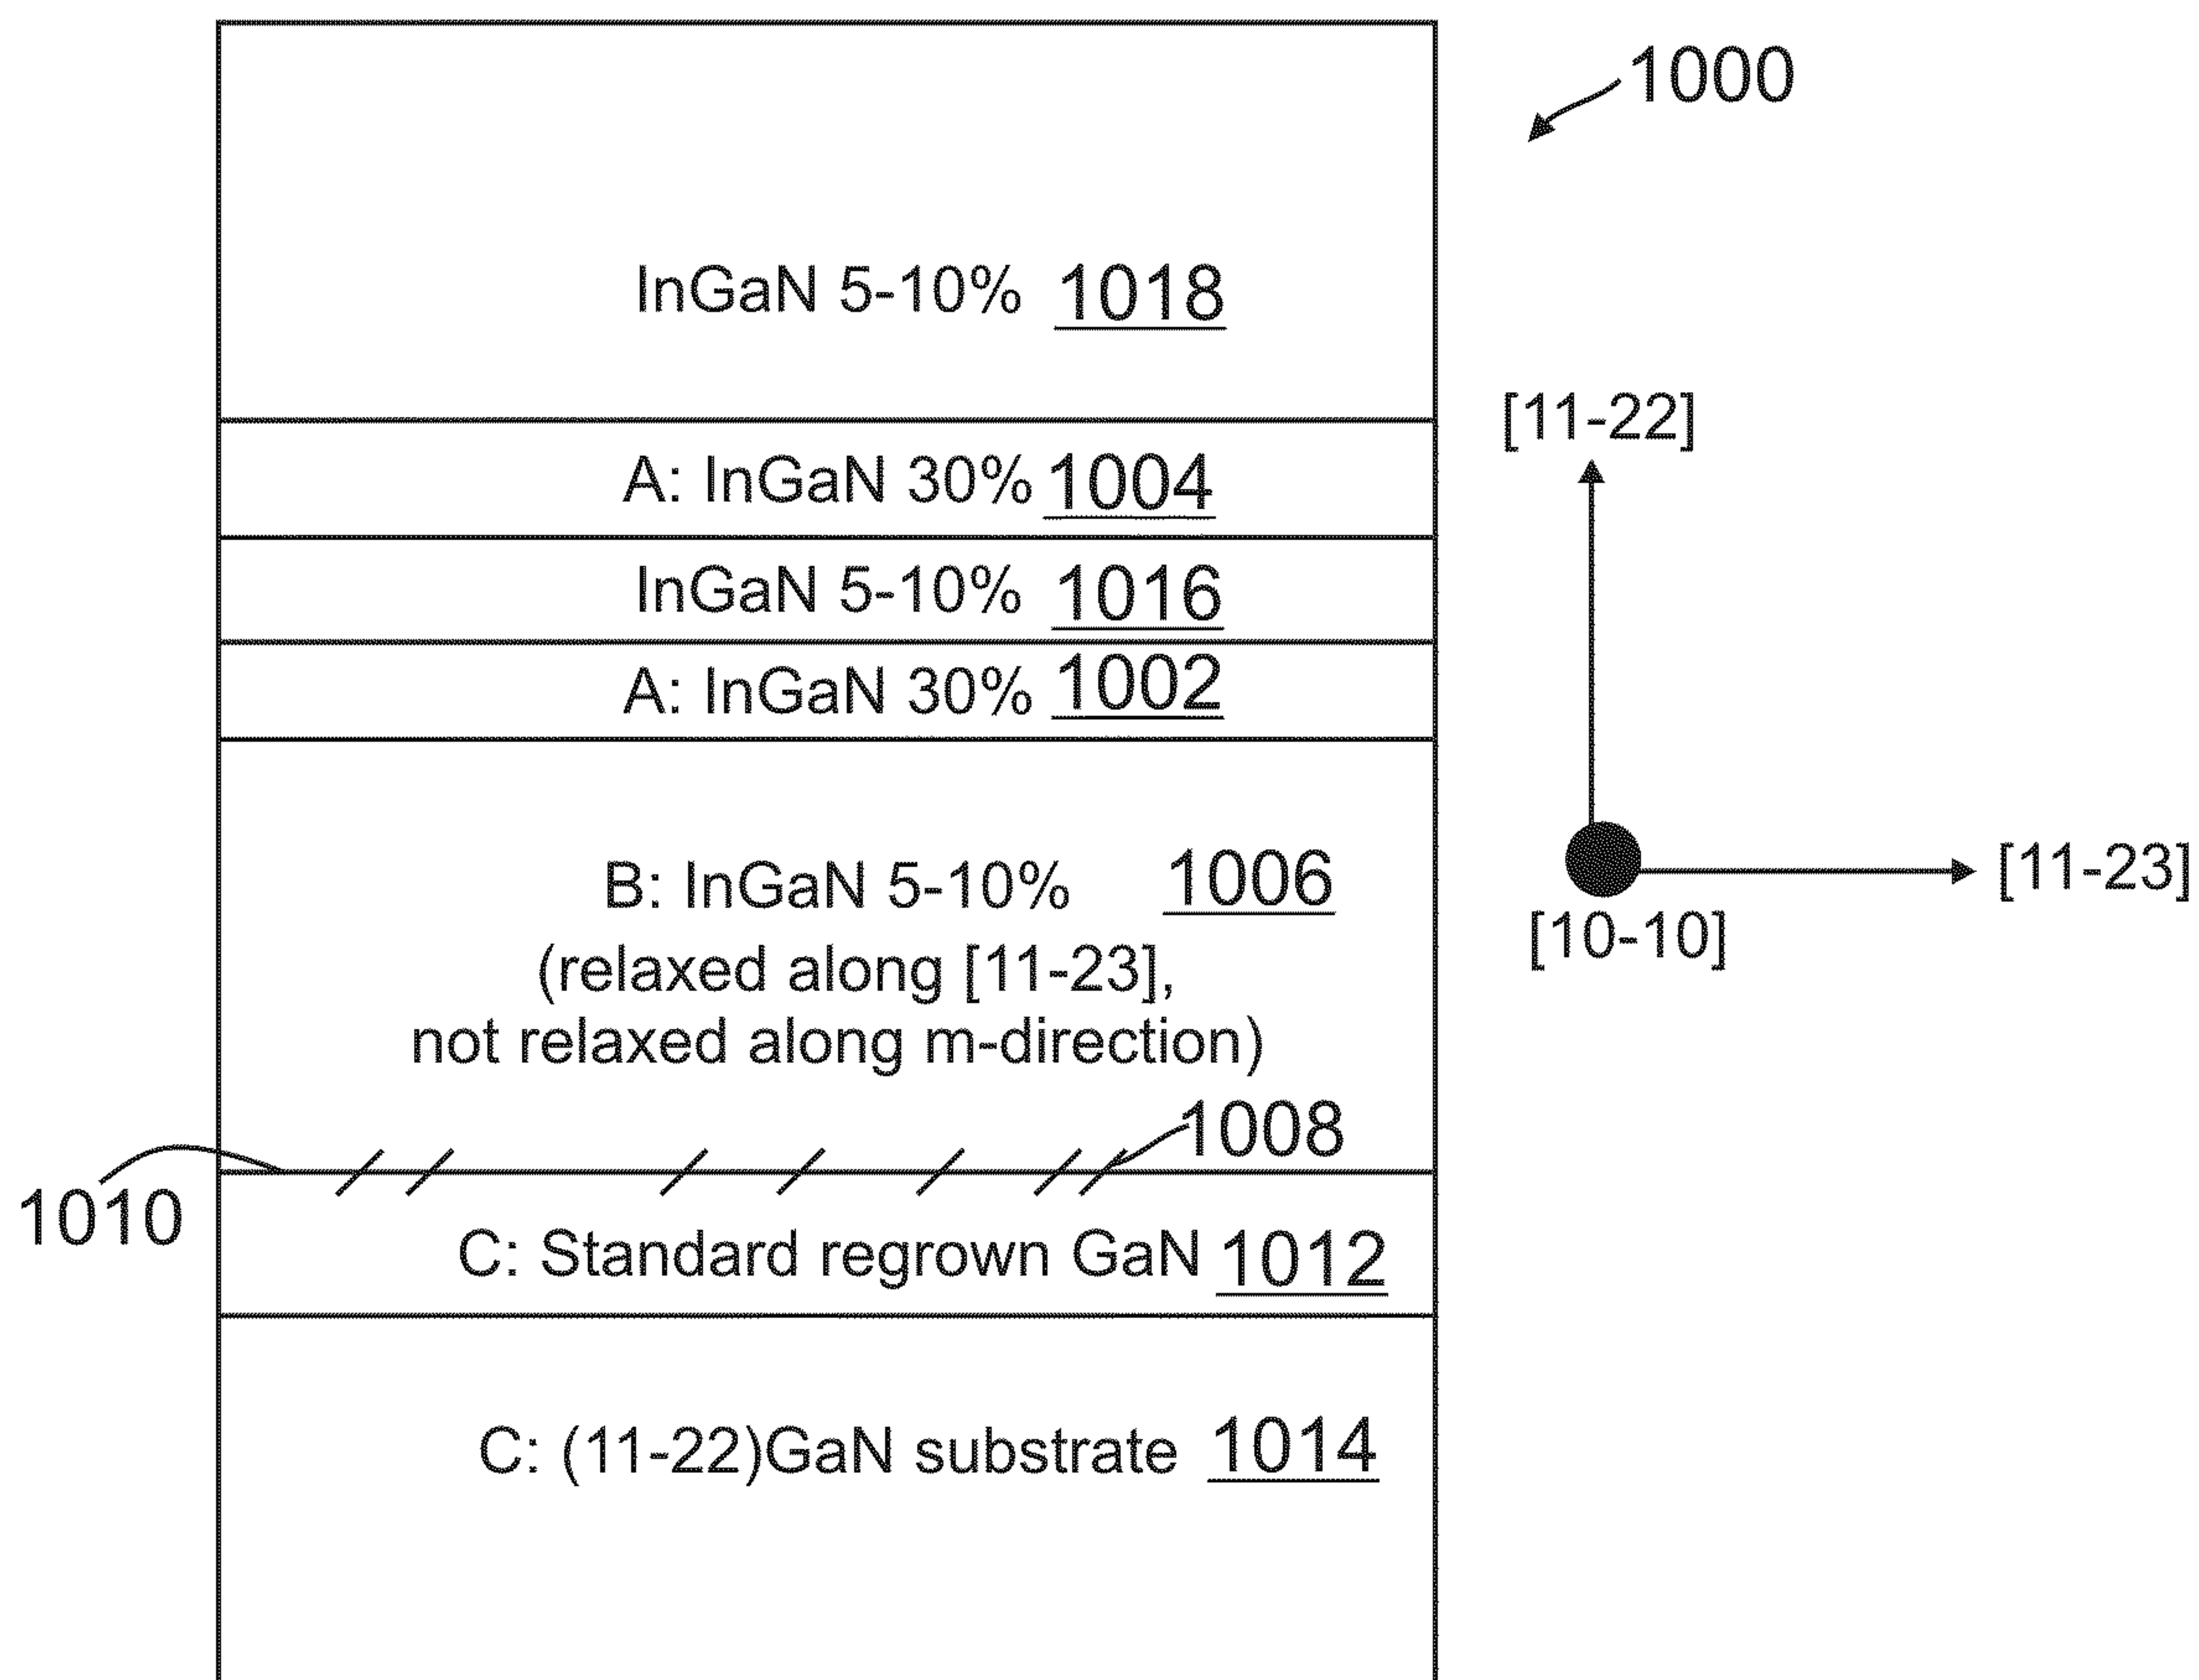 1000
InGaN 5-10% 1018
[11-22]
A: InGaN 30% 1004
InGaN 5-10% 1016
A: InGaN 30% 1002
B: InGaN 5-10% 1006
[11-23]
[10-10]
(relaxed along [11-23],
not relaxed along m-direction)
1008
1010
C: Standard regrown GaN 1012
C: (11-22)GaN substrate 1014